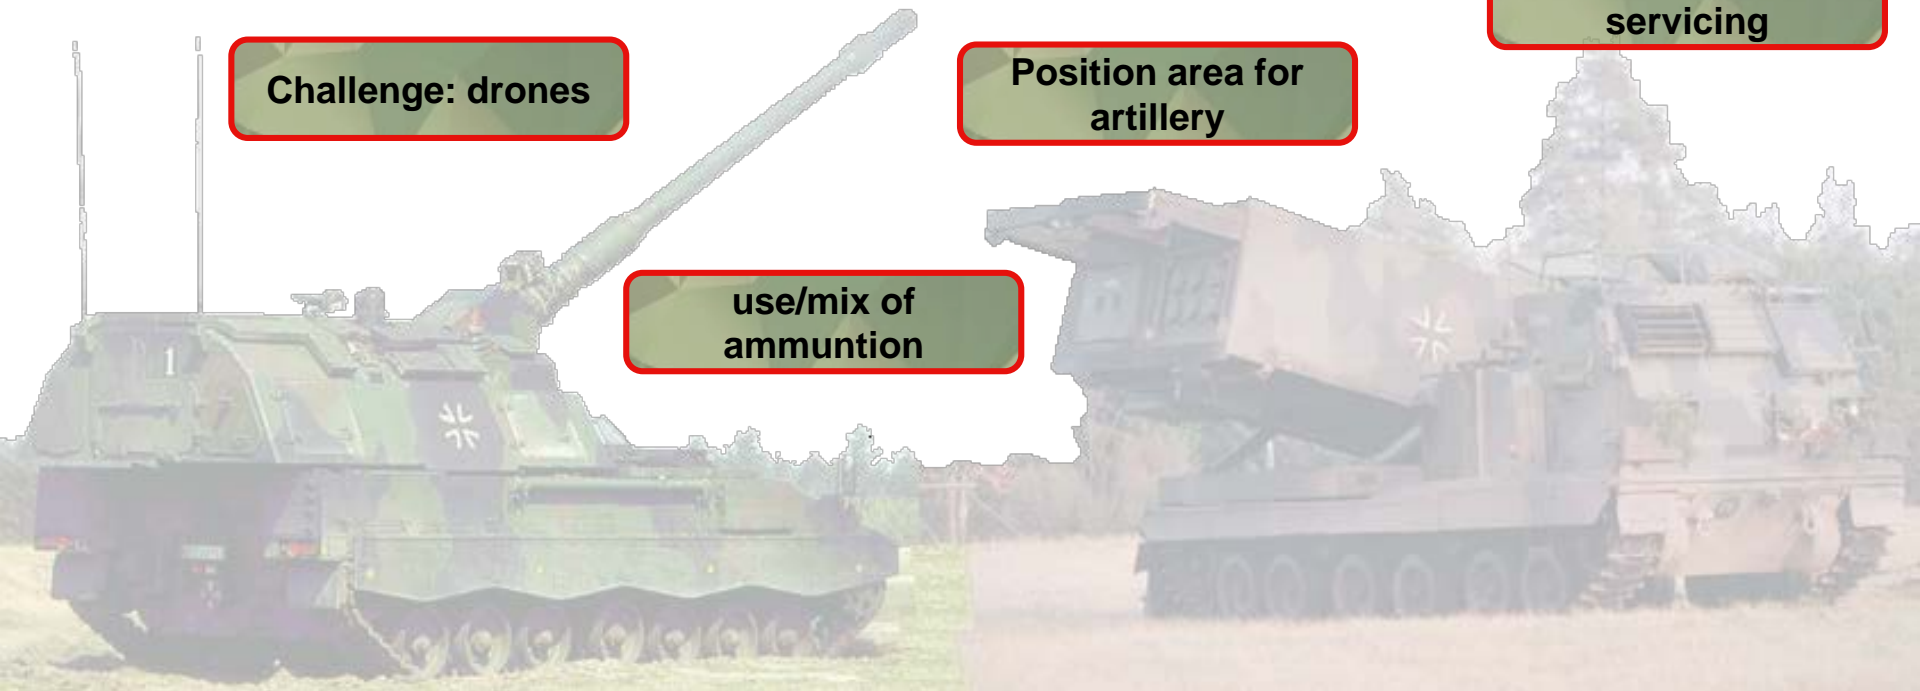 servicing
Challenge: drones
Position area for
artillery
use/mix of
ammuntion
1